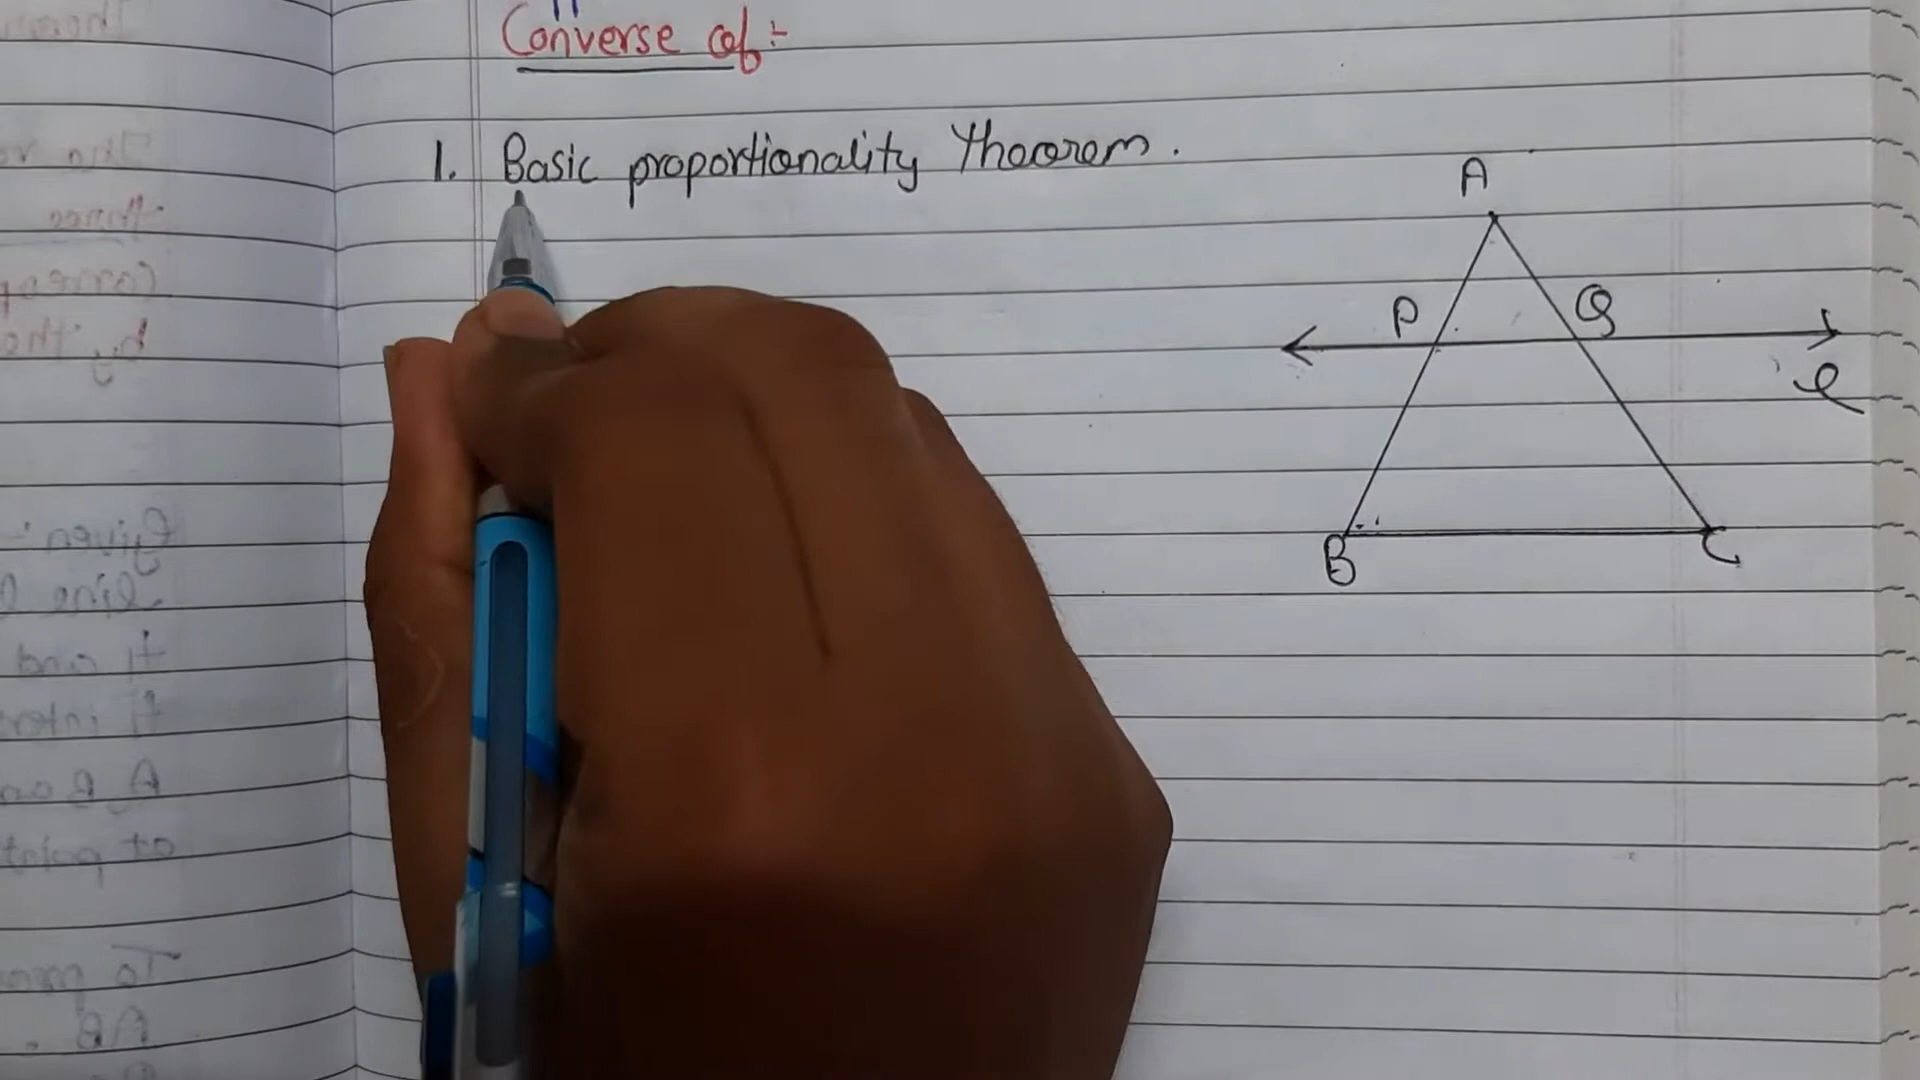 Converse of:-
1. Basic proportionality theorem.
A
P
Q
l
B
C